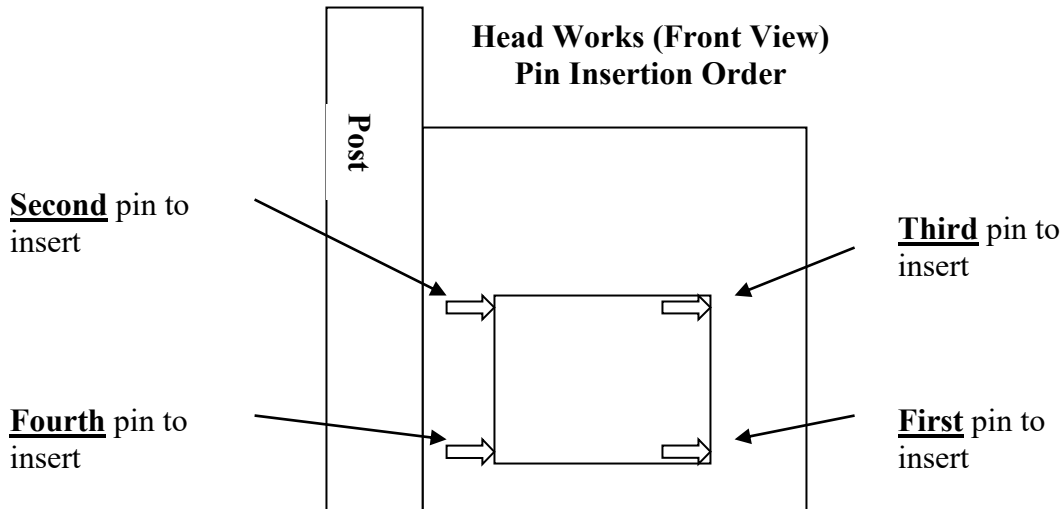 Head Works (Front View)
Pin Insertion Order
Post
Second pin to
insert
Third pin to
insert
Fourth pin to
insert
First pin to
insert